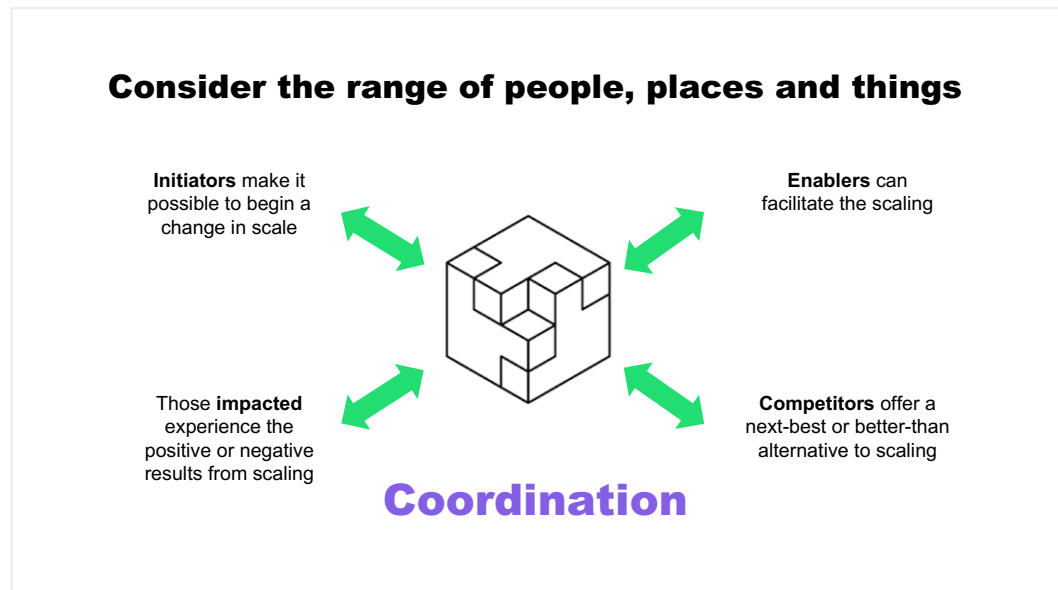 Consider the range of people, places and things
Initiators make it
possible to begin a
change in scale
Enablers can
facilitate the scaling
Those impacted
experience the
positive or negative
results from scaling
Competitors offer a
next-best or better-than
alternative to scaling
Coordination